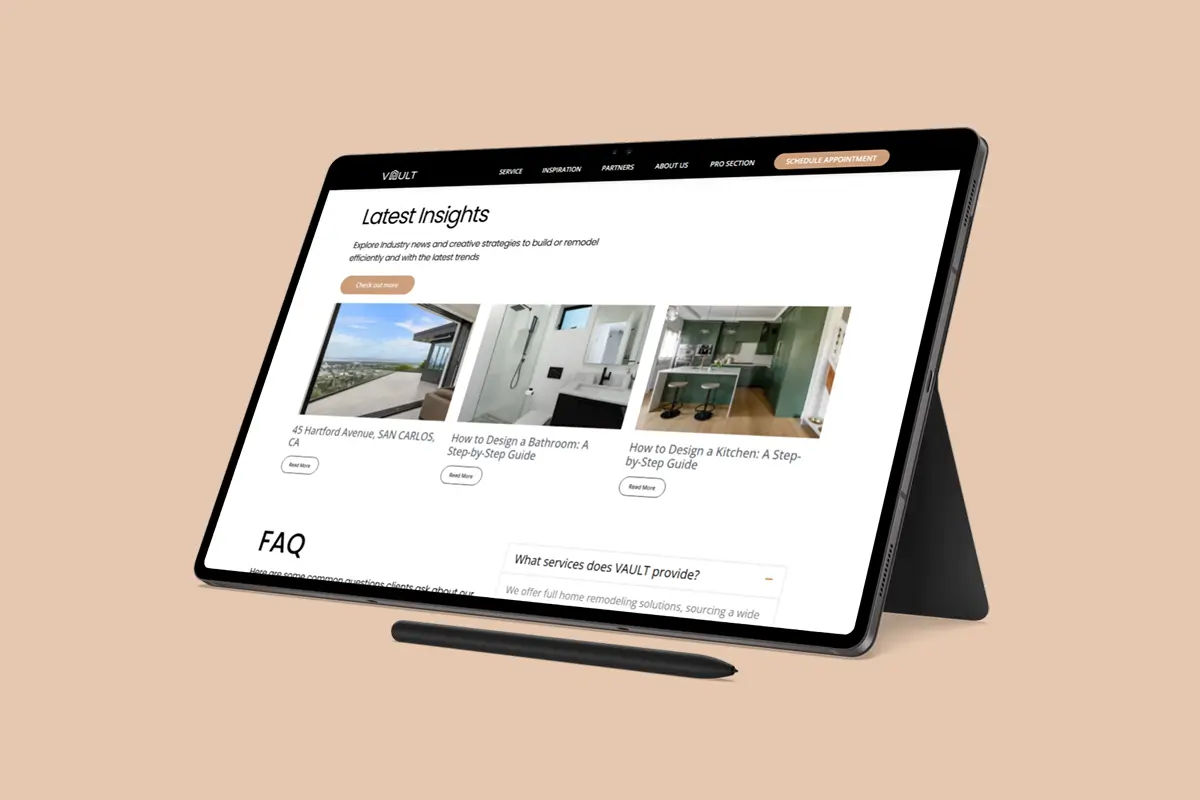 VAULT
SERVICE
INSPIRATION
PARTNERS
ABOUT US
PRO SECTION
SCHEDULE APPOINTMENT
Latest Insights
Explore Industry news and creative strategies to build or remodel
efficiently and with the latest trends
Check out more
45 Hartford Avenue, SAN CARLOS,
CA
Read More
How to Design a Bathroom: A
Step-by-Step Guide
Read More
How to Design a Kitchen: A Step-
by-Step Guide
Read More
FAQ
Here are some common questions clients ask about our
What services does VAULT provide?
We offer full home remodeling solutions, sourcing a wide